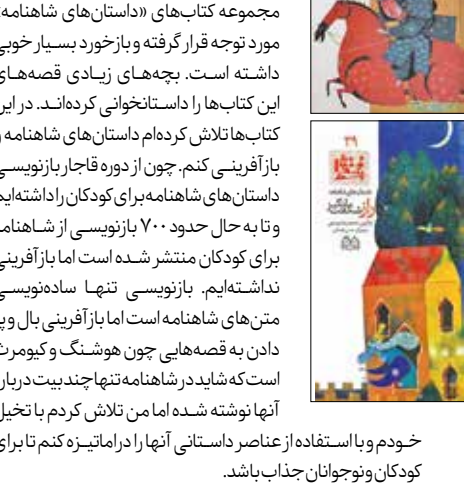 مجموعه کتاب‌های «داستان‌های شاهنامه»
مورد توجه قرار گرفته و بازخورد بسیار خوبی
داشته است. بچه‌های زیادی قصه‌های
این کتاب‌ها را داستانخوانی کرده‌اند. در این
کتاب‌ها تلاش کرده‌ام داستان‌های شاهنامه را
بازآفرینی کنم. چون از دوره قاجار بازنویسی
داستان‌های شاهنامه برای کودکان را داشته‌ایم
و تا به حال حدود ۷۰۰ بازنویسی از شاهنامه
برای کودکان منتشر شده است اما بازآفرینی
نداشته‌ایم. بازنویسی تنها ساده‌نویسی
متن‌های شاهنامه است اما بازآفرینی بال و پر
دادن به قصه‌هایی چون هوشنگ و کیومرث
است که شاید در شاهنامه تنها چند بیت درباره
آنها نوشته شده اما من تلاش کردم با تخیل
خودم و با استفاده از عناصر داستانی آنها را دراماتیزه کنم تا برای
کودکان و نوجوانان جذاب باشد.
۳۹